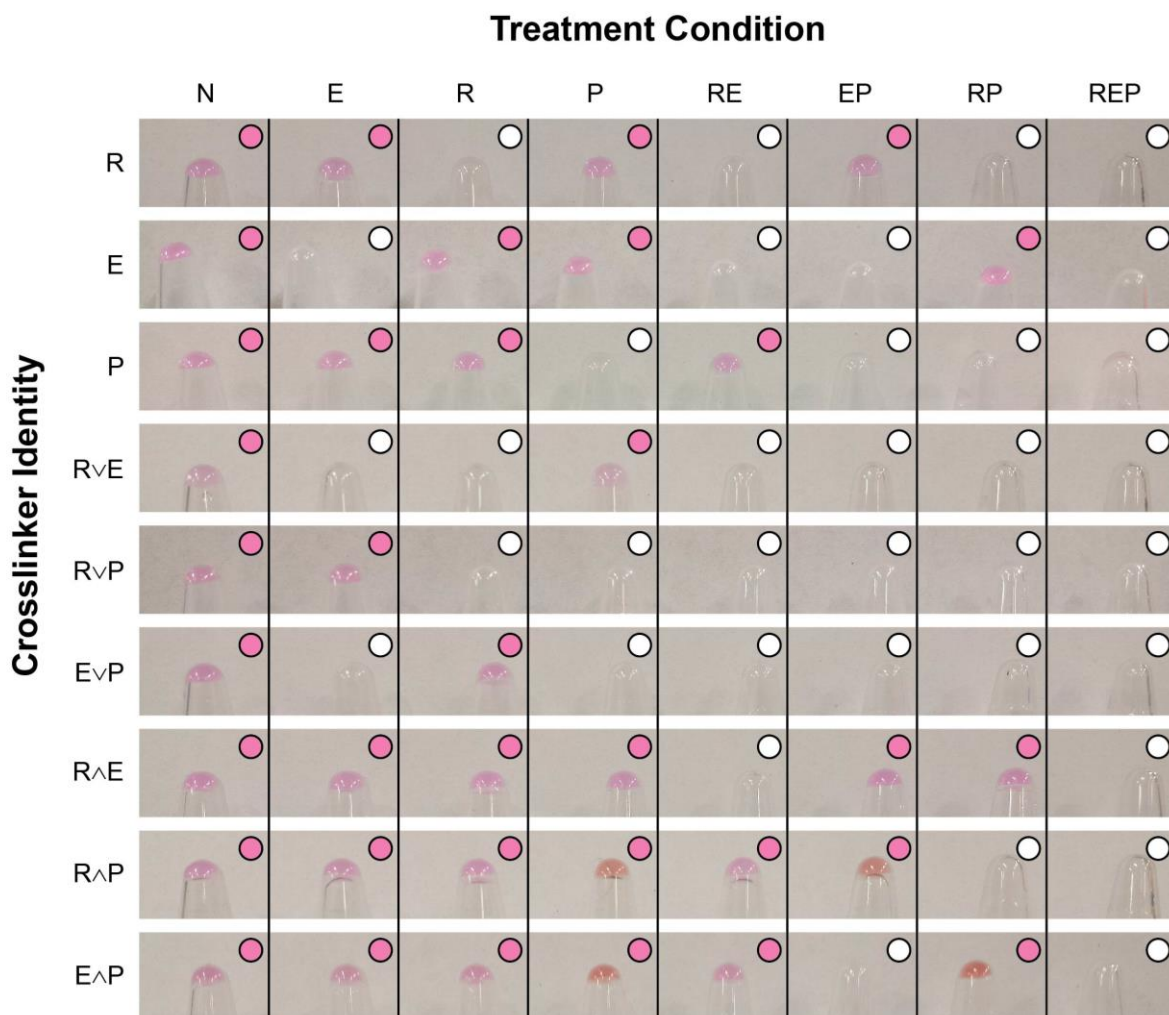 Treatment Condition
N E R P RE EP RP REP
Crosslinker Identity
R
E
P
R∨E
R∨P
E∨P
R∧E
R∧P
E∧P